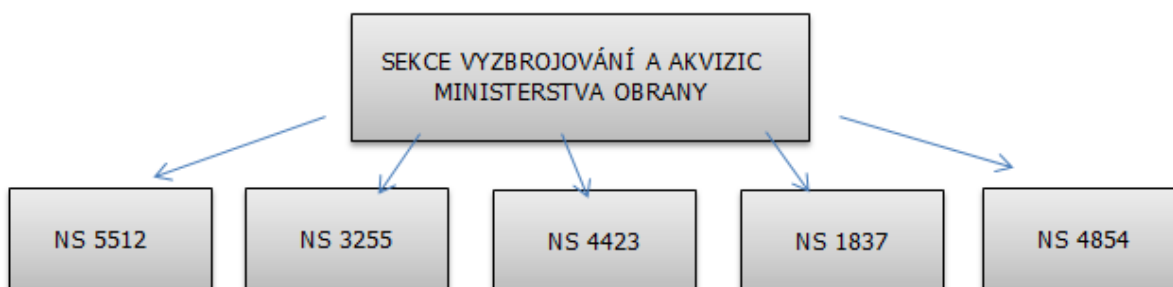 SEKCE VYZBROJOVÁNÍ A AKVIZIC
MINISTERSTVA OBRANY
NS 5512
NS 3255
NS 4423
NS 1837
NS 4854